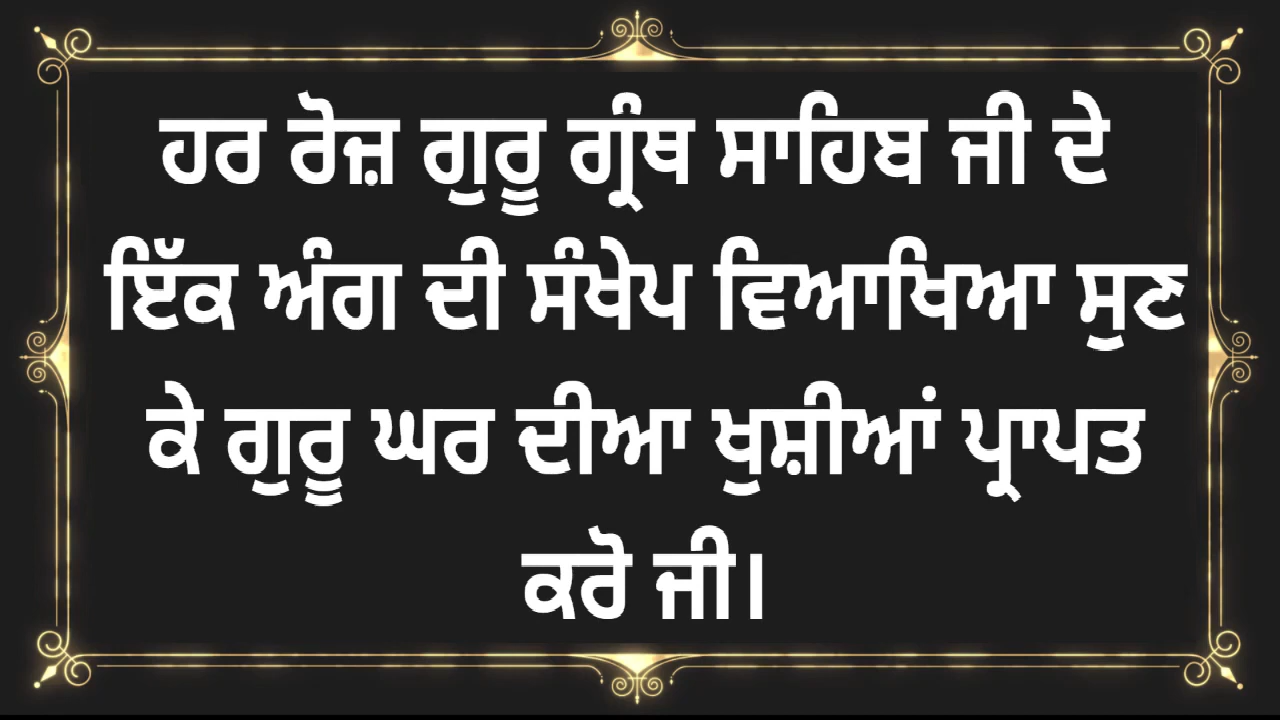 ਹਰ ਰੋਜ਼ ਗੁਰੂ ਗ੍ਰੰਥ ਸਾਹਿਬ ਜੀ ਦੇ
ਇੱਕ ਅੰਗ ਦੀ ਸੰਖੇਪ ਵਿਆਖਿਆ ਸੁਣ
ਕੇ ਗੁਰੂ ਘਰ ਦੀਆ ਖੁਸ਼ੀਆਂ ਪ੍ਰਾਪਤ
ਕਰੋ ਜੀ।